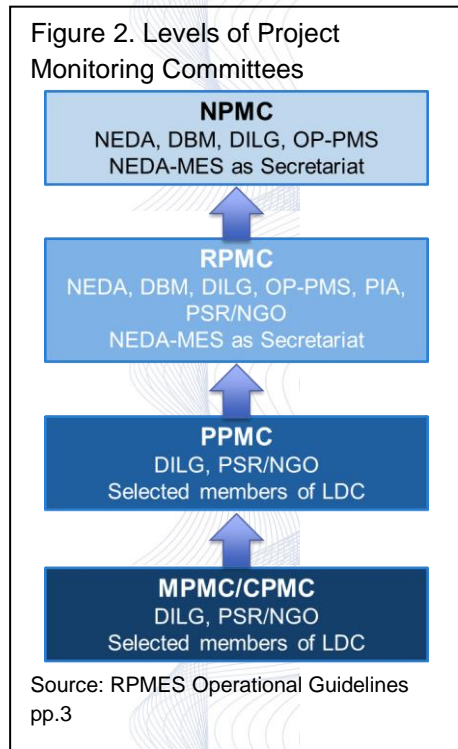 Figure 2. Levels of Project
Monitoring Committees
NPMC
NEDA, DBM, DILG, OP-PMS
NEDA-MES as Secretariat
RPMC
NEDA, DBM, DILG, OP-PMS, PIA,
PSR/NGO
NEDA-MES as Secretariat
PPMC
DILG, PSR/NGO
Selected members of LDC
MPMC/CPMC
DILG, PSR/NGO
Selected members of LDC
Source: RPMES Operational Guidelines
pp.3